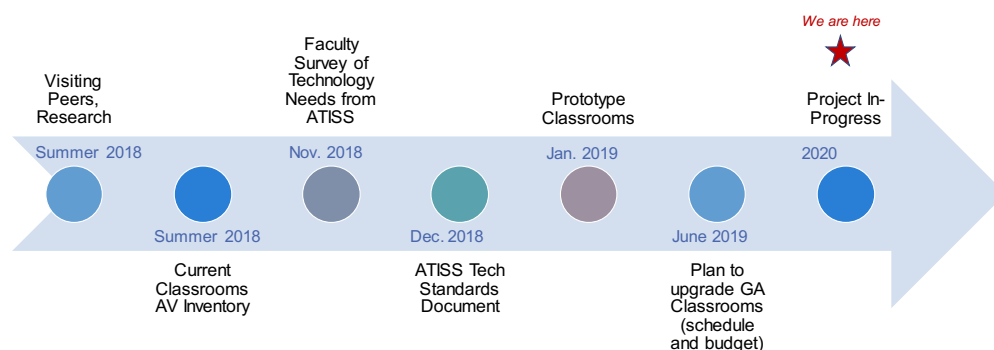 We are here
Visiting
Peers,
Research
Summer 2018
Summer 2018
Current
Classrooms
AV Inventory
Faculty
Survey of
Technology
Needs from
ATISS
Nov. 2018
Dec. 2018
ATISS Tech
Standards
Document
Prototype
Classrooms
Jan. 2019
June 2019
Plan to
upgrade GA
Classrooms
(schedule
and budget)
Project In-
Progress
2020